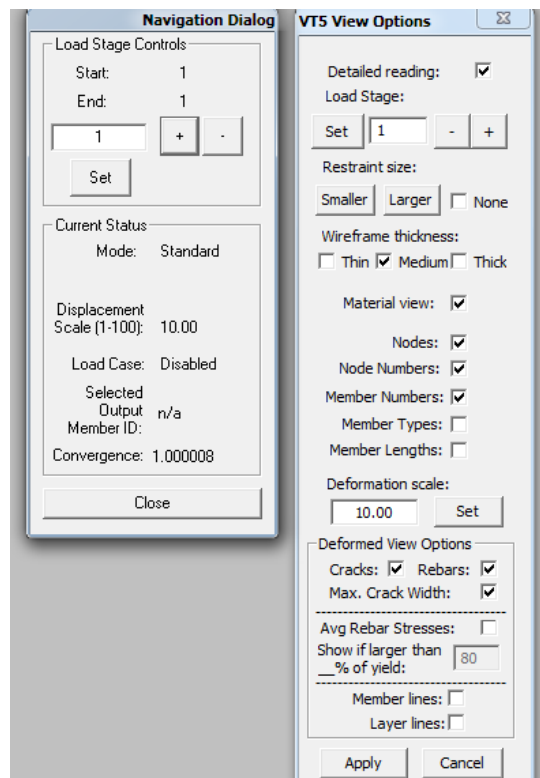 Navigation Dialog
Load Stage Controls
Start: 1
End: 1
1 + -
Set
Current Status
Mode: Standard
Displacement
Scale (1-100): 10.00
Load Case: Disabled
Selected
Output n/a
Member ID:
Convergence: 1.000008
Close
VT5 View Options
Detailed reading:
Load Stage:
Set 1 - +
Restraint size:
Smaller Larger None
Wireframe thickness:
Thin Medium Thick
Material view:
Nodes:
Node Numbers:
Member Numbers:
Member Types:
Member Lengths:
Deformation scale:
10.00 Set
Deformed View Options
Cracks: Rebars:
Max. Crack Width:
Avg Rebar Stresses:
Show if larger than 80
__% of yield:
Member lines:
Layer lines:
Apply Cancel